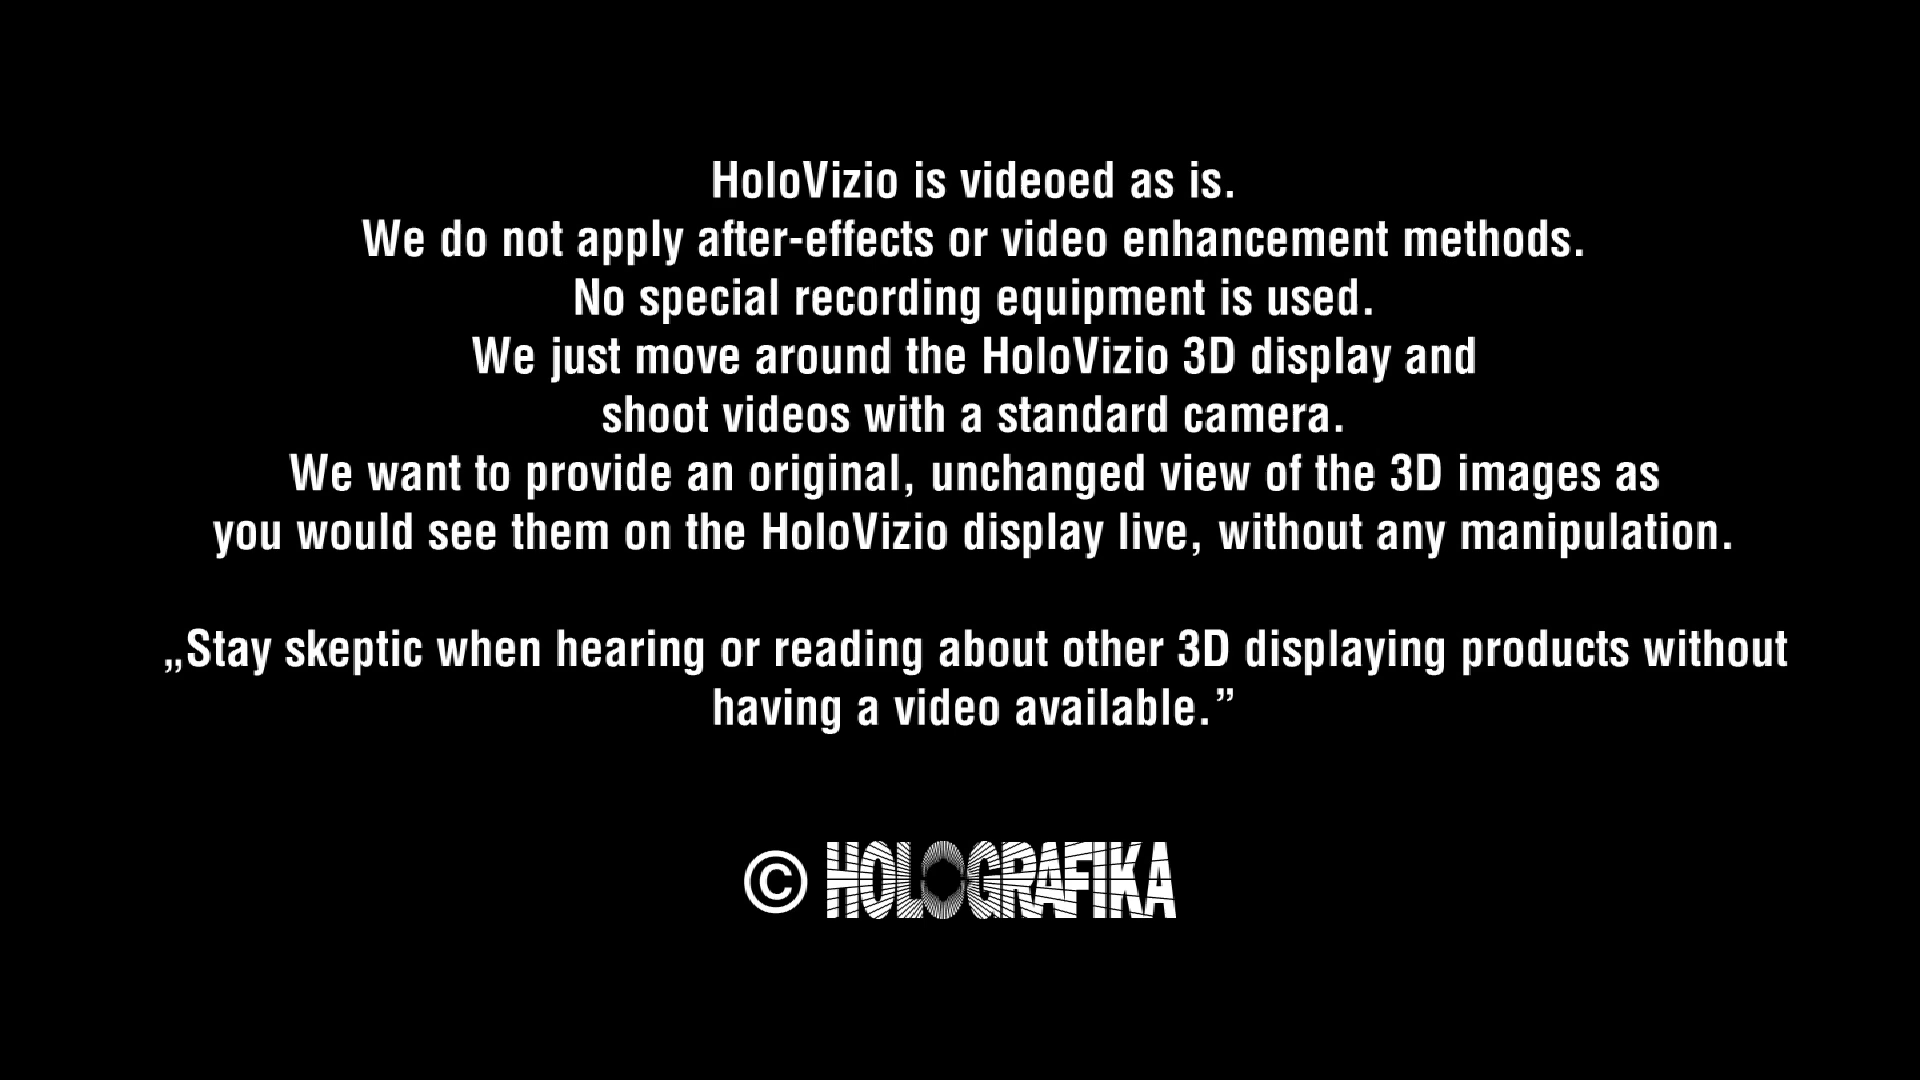 HoloVizio is videoed as is.
We do not apply after-effects or video enhancement methods.
No special recording equipment is used.
We just move around the HoloVizio 3D display and
shoot videos with a standard camera.
We want to provide an original, unchanged view of the 3D images as
you would see them on the HoloVizio display live, without any manipulation.
„Stay skeptic when hearing or reading about other 3D displaying products without
having a video available.”
© HOLOGRAFIKA